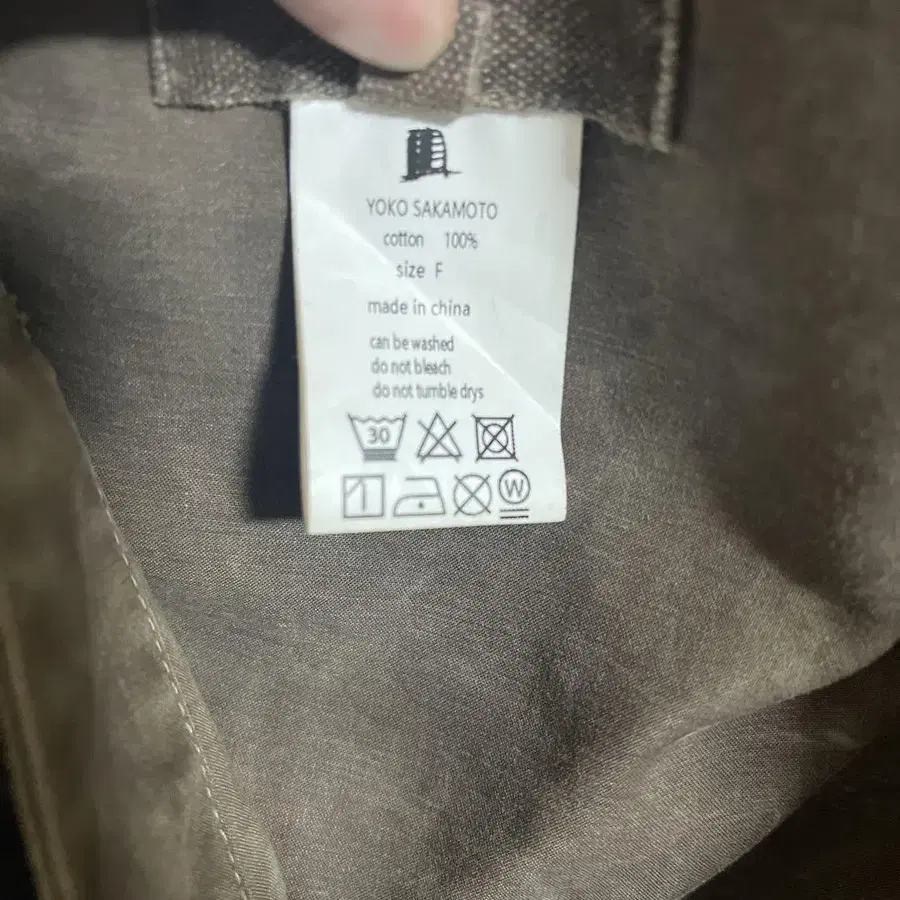 YOKO SAKAMOTO
cotton 100%
size F
made in china
can be washed
do not bleach
do not tumble drys
30
W